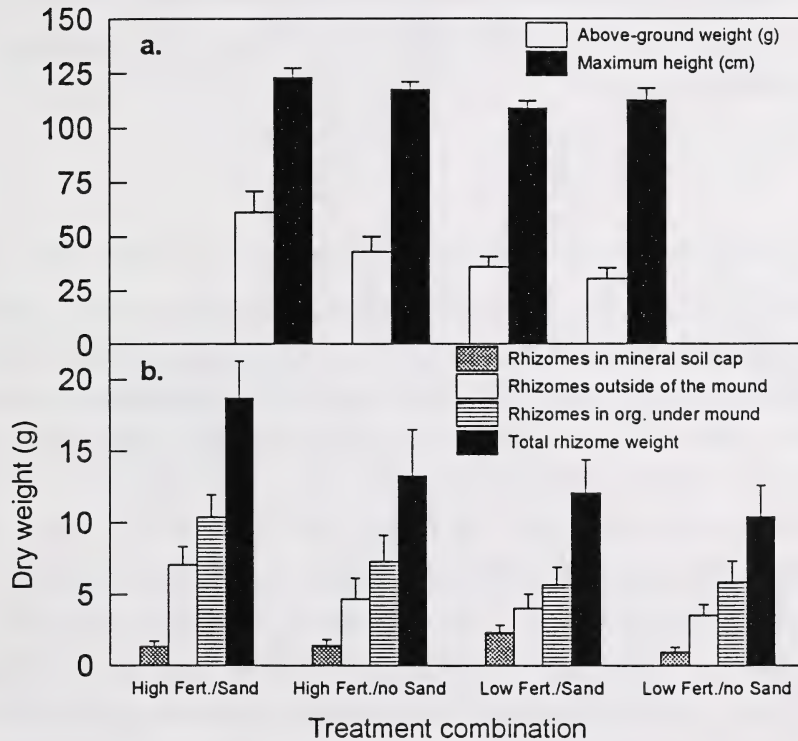 150
125
100
75
50
25
0
a.
Above-ground weight (g)
Maximum height (cm)
20
15
10
5
0
b.
Rhizomes in mineral soil cap
Rhizomes outside of the mound
Rhizomes in org. under mound
Total rhizome weight
Dry weight (g)
High Fert./Sand
High Fert./no Sand
Low Fert./Sand
Low Fert./no Sand
Treatment combination